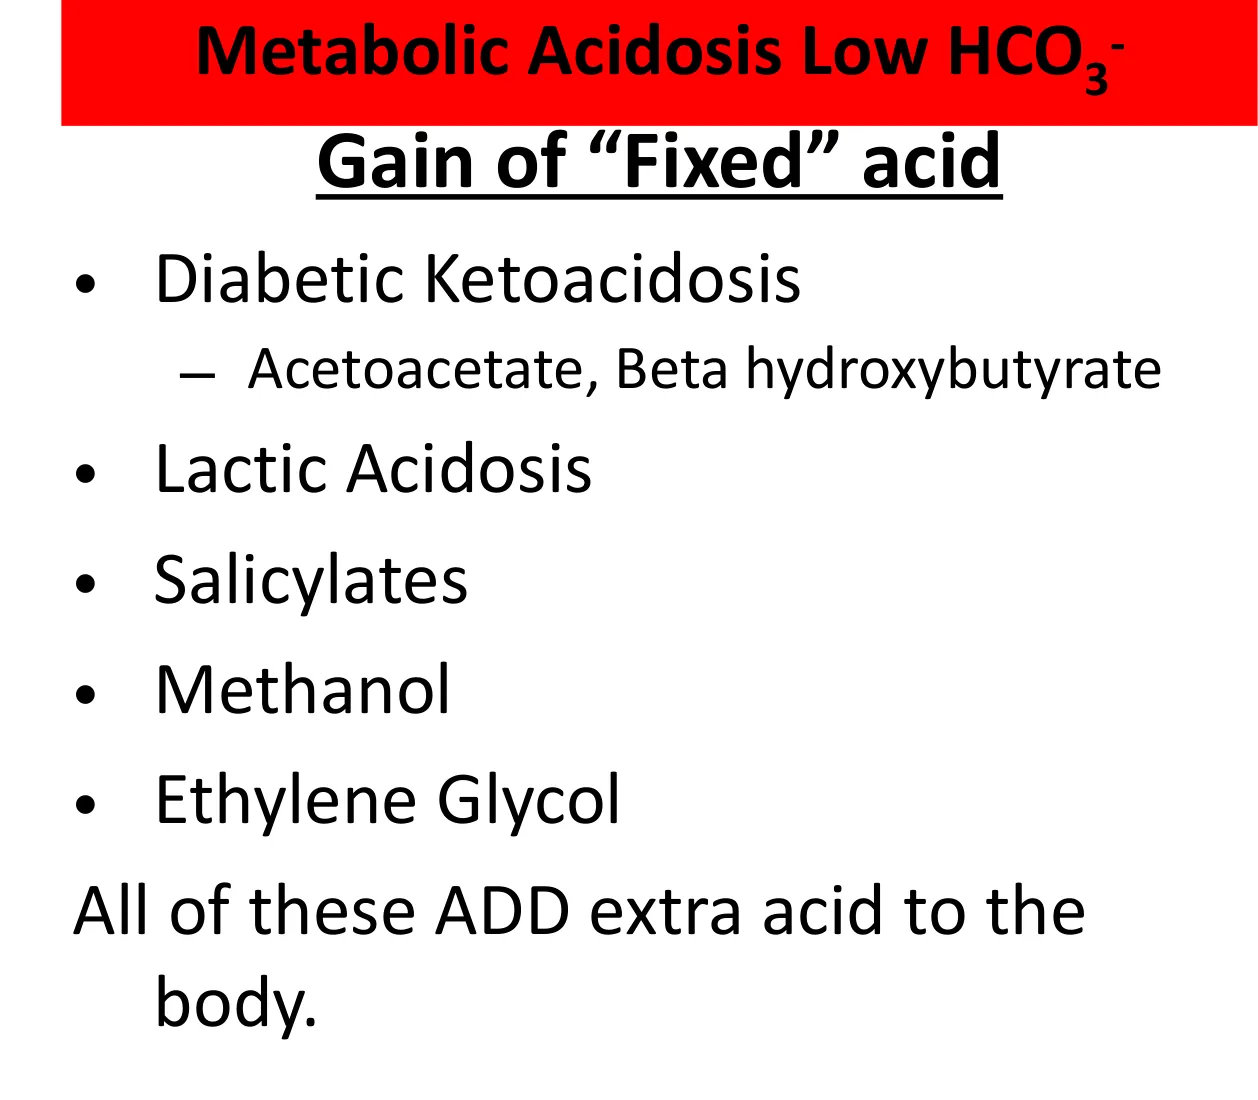 Metabolic Acidosis Low HCO₃⁻
Gain of “Fixed” acid
• Diabetic Ketoacidosis
– Acetoacetate, Beta hydroxybutyrate
• Lactic Acidosis
• Salicylates
• Methanol
• Ethylene Glycol
All of these ADD extra acid to the
body.